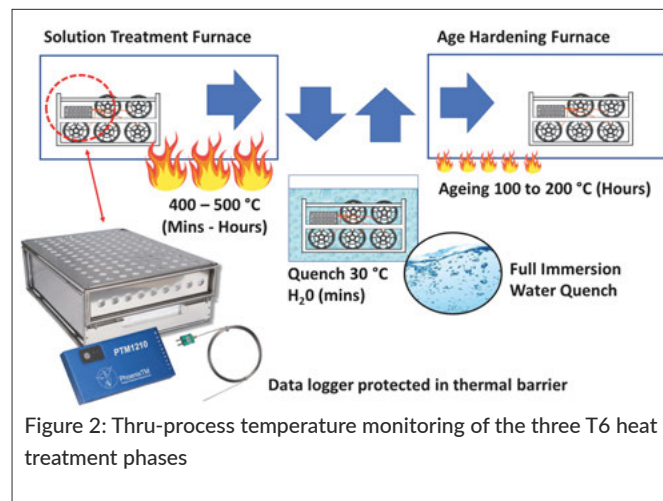 Solution Treatment Furnace
Age Hardening Furnace
400 – 500 °C
(Mins - Hours)
Ageing 100 to 200 °C (Hours)
Quench 30 °C
H₂0 (mins)
Full Immersion
Water Quench
PTM1210
PhoenixTM
Data logger protected in thermal barrier
Figure 2: Thru-process temperature monitoring of the three T6 heat
treatment phases